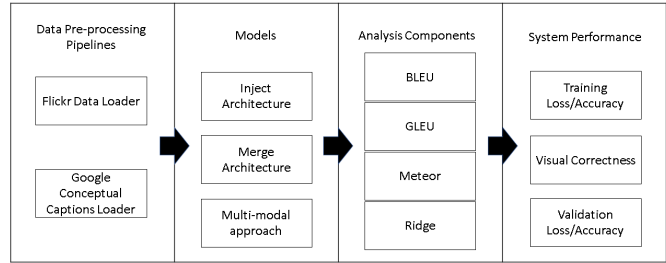 Data Pre-processing
Pipelines
Flickr Data Loader
Google
Conceptual
Captions Loader
Models
Inject
Architecture
Merge
Architecture
Multi-modal
approach
Analysis Components
BLEU
GLEU
Meteor
Ridge
System Performance
Training
Loss/Accuracy
Visual Correctness
Validation
Loss/Accuracy